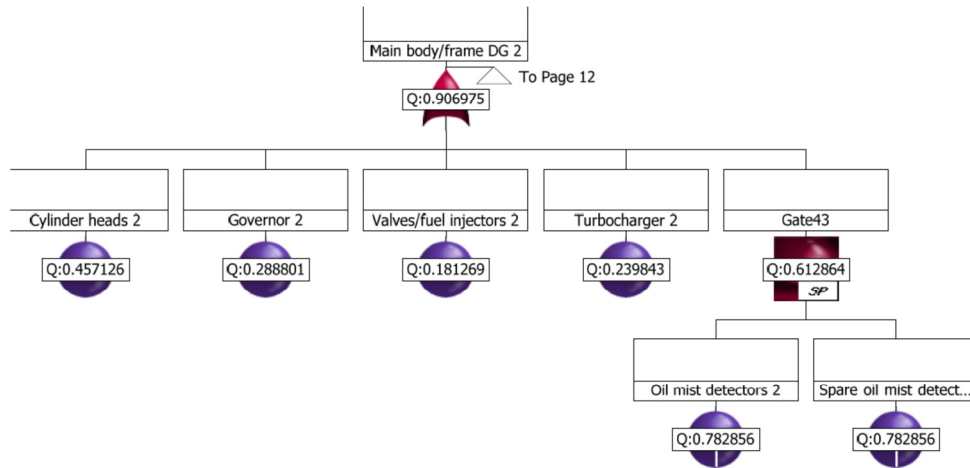 Main body/frame DG 2
To Page 12
Q:0.906975
Cylinder heads 2
Governor 2
Valves/fuel injectors 2
Turbocharger 2
Gate43
Q:0.457126
Q:0.288801
Q:0.181269
Q:0.239843
Q:0.612864
SP
Oil mist detectors 2
Spare oil mist detect...
Q:0.782856
Q:0.782856